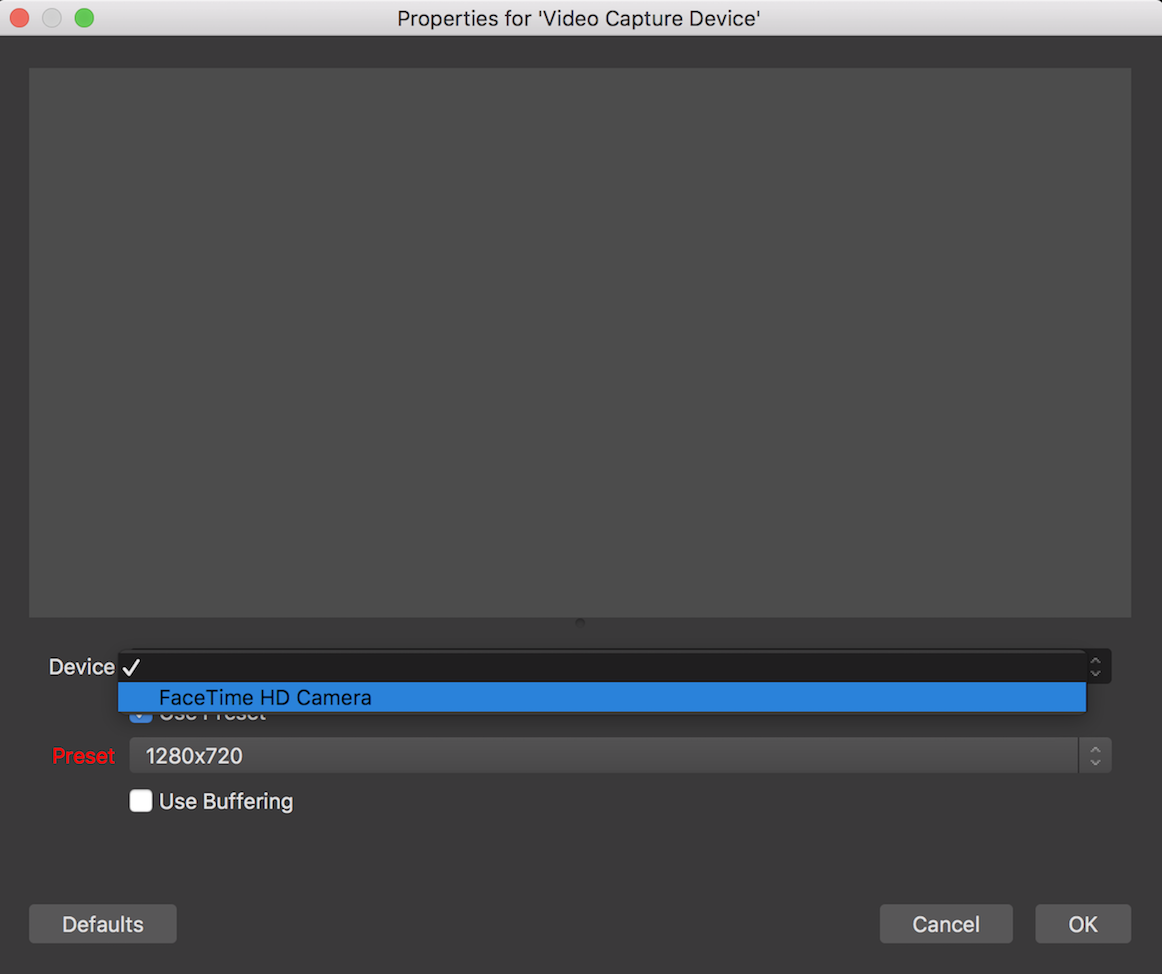 Properties for 'Video Capture Device'
Device
FaceTime HD Camera
Use Preset
Preset 1280x720
Use Buffering
Defaults Cancel OK